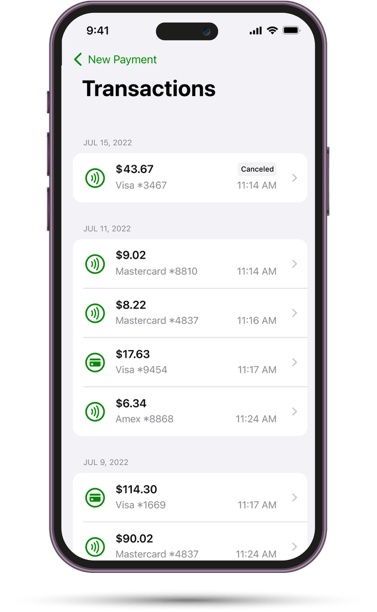 9:41
New Payment
Transactions
JUL 15, 2022
$43.67 Canceled
Visa *3467 11:14 AM
JUL 11, 2022
$9.02
Mastercard *8810 11:14 AM
$8.22
Mastercard *4837 11:16 AM
$17.63
Visa *9454 11:17 AM
$6.34
Amex *8868 11:24 AM
JUL 9, 2022
$114.30
Visa *1669 11:17 AM
$90.02
Mastercard *4837 11:24 AM